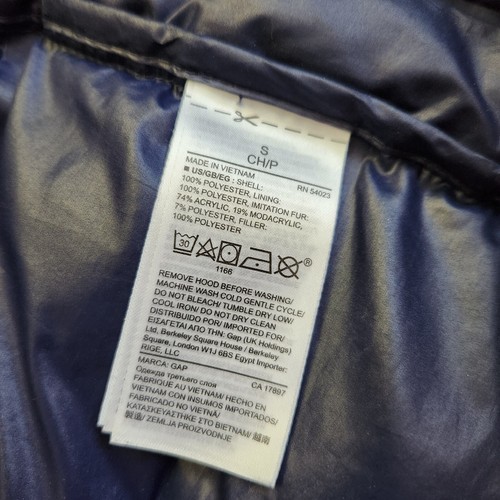 S
CH/P
MADE IN VIETNAM RN 54023
■ US/GB/EG : SHELL:
100% POLYESTER, LINING:
100% POLYESTER, IMITATION FUR:
74% ACRYLIC, 19% MODACRYLIC,
7% POLYESTER, FILLER:
100% POLYESTER
30 ®
1166
REMOVE HOOD BEFORE WASHING/
MACHINE WASH COLD GENTLE CYCLE/
DO NOT BLEACH/ TUMBLE DRY LOW/
COOL IRON/ DO NOT DRY CLEAN
DISTRIBUIDO POR/ IMPORTED FOR/
ΕΙΣΑΓΕΤΑΙ ΑΠΟ ΤΗΝ: Gap (UK Holdings)
Ltd, Berkeley Square House / Berkeley
Square, London W1J 6BS Egypt Importer:
RIGE, LLC
MARCA: GAP CA 17897
Одежда третьего слоя
FABRIQUE AU VIETNAM/ HECHO EN
VIETNAM CON INSUMOS IMPORTADOS/
FABRICADO NO VIETNÃ/
ΚΑΤΑΣΚΕΥΑΣΤΗΚΕ ΣΤΟ ΒΙΕΤΝΑΜ/ 越南
製造/ ZEMLJA PROIZVODNJE